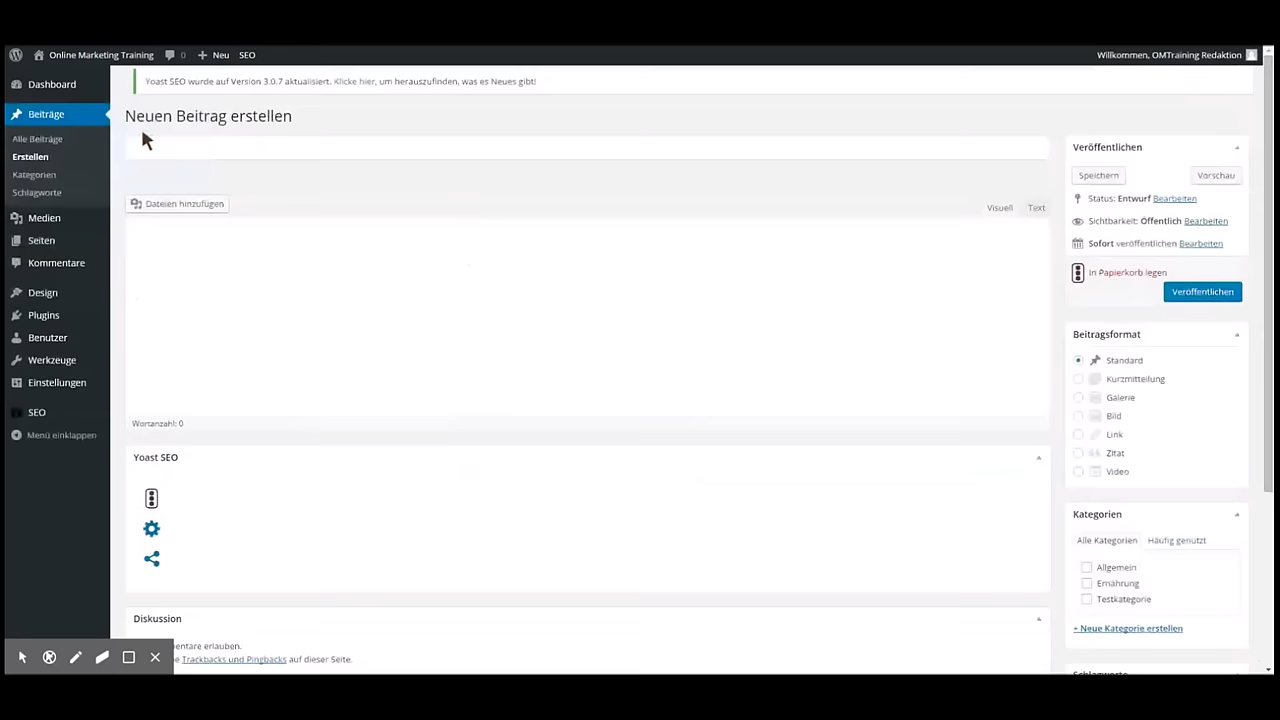 Online Marketing Training 0 Neu SEO Willkommen, OMTraining Redaktion
Dashboard
Beiträge
Alle Beiträge
Erstellen
Kategorien
Schlagworte
Medien
Seiten
Kommentare
Design
Plugins
Benutzer
Werkzeuge
Einstellungen
SEO
Menü einklappen
Yoast SEO wurde auf Version 3.0.7 aktualisiert. Klicke hier, um herauszufinden, was es Neues gibt!
Neuen Beitrag erstellen
Dateien hinzufügen
Visuell Text
Wortanzahl: 0
Yoast SEO
Diskussion
entare erlauben.
Trackbacks und Pingbacks auf dieser Seite.
Veröffentlichen
Speichern Vorschau
Status: Entwurf Bearbeiten
Sichtbarkeit: Öffentlich Bearbeiten
Sofort veröffentlichen Bearbeiten
In Papierkorb legen
Veröffentlichen
Beitragsformat
Standard
Kurzmitteilung
Galerie
Bild
Link
Zitat
Video
Kategorien
Alle Kategorien Häufig genutzt
Allgemein
Ernährung
Testkategorie
+ Neue Kategorie erstellen
Schlagworte